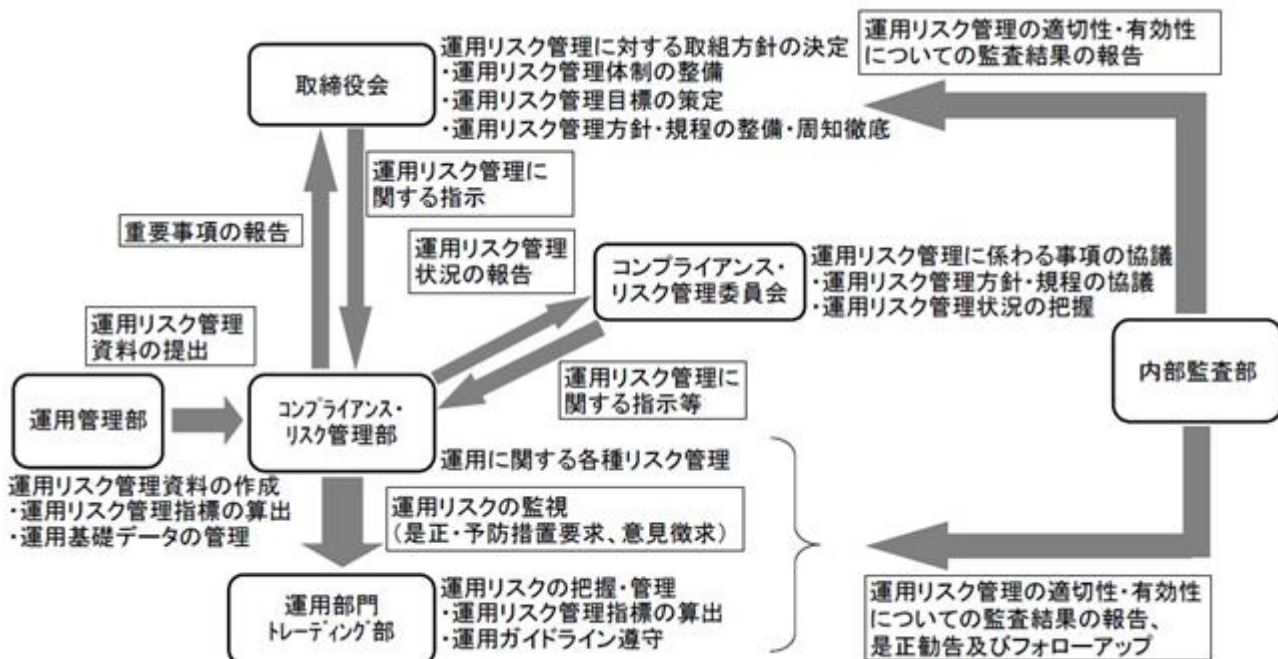 取締役会
運用リスク管理に対する取組方針の決定
・運用リスク管理体制の整備
・運用リスク管理目標の策定
・運用リスク管理方針・規程の整備・周知徹底
運用リスク管理の適切性・有効性
についての監査結果の報告
運用リスク管理に
関する指示
重要事項の報告
運用リスク管理
状況の報告
コンプライアンス・
リスク管理委員会
運用リスク管理に係わる事項の協議
・運用リスク管理方針・規程の協議
・運用リスク管理状況の把握
運用リスク管理
資料の提出
運用リスク管理に
関する指示等
内部監査部
運用管理部
コンプライアンス・
リスク管理部
運用に関する各種リスク管理
運用リスク管理資料の作成
・運用リスク管理指標の算出
・運用基礎データの管理
運用リスクの監視
(是正・予防措置要求、意見徴求)
運用部門
トレーディング部
運用リスクの把握・管理
・運用リスク管理指標の算出
・運用ガイドライン遵守
運用リスク管理の適切性・有効性
についての監査結果の報告、
是正勧告及びフォローアップ